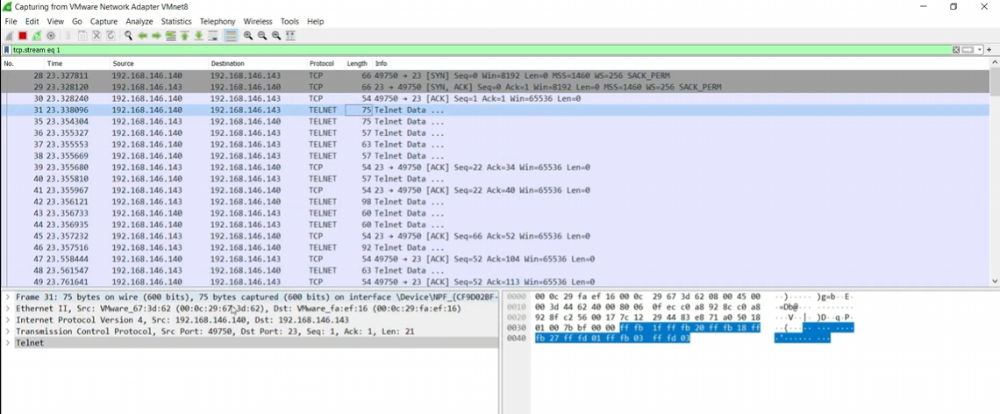 Capturing from VMware Network Adapter VMnet8
File Edit View Go Capture Analyze Statistics Telephony Wireless Tools Help
tcp.stream eq 1
No. Time Source Destination Protocol Length Info
28 23.327811 192.168.146.140 192.168.146.143 TCP 66 49750 → 23 [SYN] Seq=0 Win=8192 Len=0 MSS=1460 WS=256 SACK_PERM
29 23.328120 192.168.146.143 192.168.146.140 TCP 66 23 → 49750 [SYN, ACK] Seq=0 Ack=1 Win=8192 Len=0 MSS=1460 WS=256 SACK_PERM
30 23.328240 192.168.146.140 192.168.146.143 TCP 54 49750 → 23 [ACK] Seq=1 Ack=1 Win=65536 Len=0
31 23.338096 192.168.146.140 192.168.146.143 TELNET 75 Telnet Data ...
35 23.354304 192.168.146.143 192.168.146.140 TELNET 75 Telnet Data ...
36 23.355327 192.168.146.140 192.168.146.143 TELNET 57 Telnet Data ...
37 23.355553 192.168.146.143 192.168.146.140 TELNET 63 Telnet Data ...
38 23.355669 192.168.146.140 192.168.146.143 TELNET 57 Telnet Data ...
39 23.355680 192.168.146.143 192.168.146.140 TCP 54 23 → 49750 [ACK] Seq=22 Ack=34 Win=65536 Len=0
40 23.355810 192.168.146.140 192.168.146.143 TELNET 57 Telnet Data ...
41 23.355967 192.168.146.143 192.168.146.140 TCP 54 23 → 49750 [ACK] Seq=22 Ack=40 Win=65536 Len=0
42 23.356121 192.168.146.143 192.168.146.140 TELNET 98 Telnet Data ...
43 23.356733 192.168.146.140 192.168.146.143 TELNET 60 Telnet Data ...
44 23.356935 192.168.146.140 192.168.146.143 TELNET 60 Telnet Data ...
45 23.357232 192.168.146.143 192.168.146.140 TCP 54 23 → 49750 [ACK] Seq=66 Ack=52 Win=65536 Len=0
46 23.357516 192.168.146.143 192.168.146.140 TELNET 92 Telnet Data ...
47 23.558444 192.168.146.140 192.168.146.143 TCP 54 49750 → 23 [ACK] Seq=52 Ack=104 Win=65536 Len=0
48 23.561547 192.168.146.143 192.168.146.140 TELNET 63 Telnet Data ...
49 23.761641 192.168.146.140 192.168.146.143 TCP 54 49750 → 23 [ACK] Seq=52 Ack=113 Win=65536 Len=0
Frame 31: 75 bytes on wire (600 bits), 75 bytes captured (600 bits) on interface \Device\NPF_{CF9D02BF-
Ethernet II, Src: VMware_67:3d:62 (00:0c:29:67:3d:62), Dst: VMware_fa:ef:16 (00:0c:29:fa:ef:16)
Internet Protocol Version 4, Src: 192.168.146.140, Dst: 192.168.146.143
Transmission Control Protocol, Src Port: 49750, Dst Port: 23, Seq: 1, Ack: 1, Len: 21
Telnet
0000 00 0c 29 fa ef 16 00 0c 29 67 3d 62 08 00 45 00 ··)····· )g=b··E·
0010 00 3d 44 62 40 00 80 06 0f ec c0 a8 92 8c c0 a8 ·=Db@··· ········
0020 92 8f c2 56 00 17 7c 12 29 44 83 e8 71 a0 50 18 ···V··|· )D··q·P·
0030 01 00 7b bf 00 00 ff fb 1f ff fb 20 ff fb 18 ff ··{····· ··· ····
0040 fb 27 ff fd 01 ff fb 03 ff fd 03 ·'······ ···